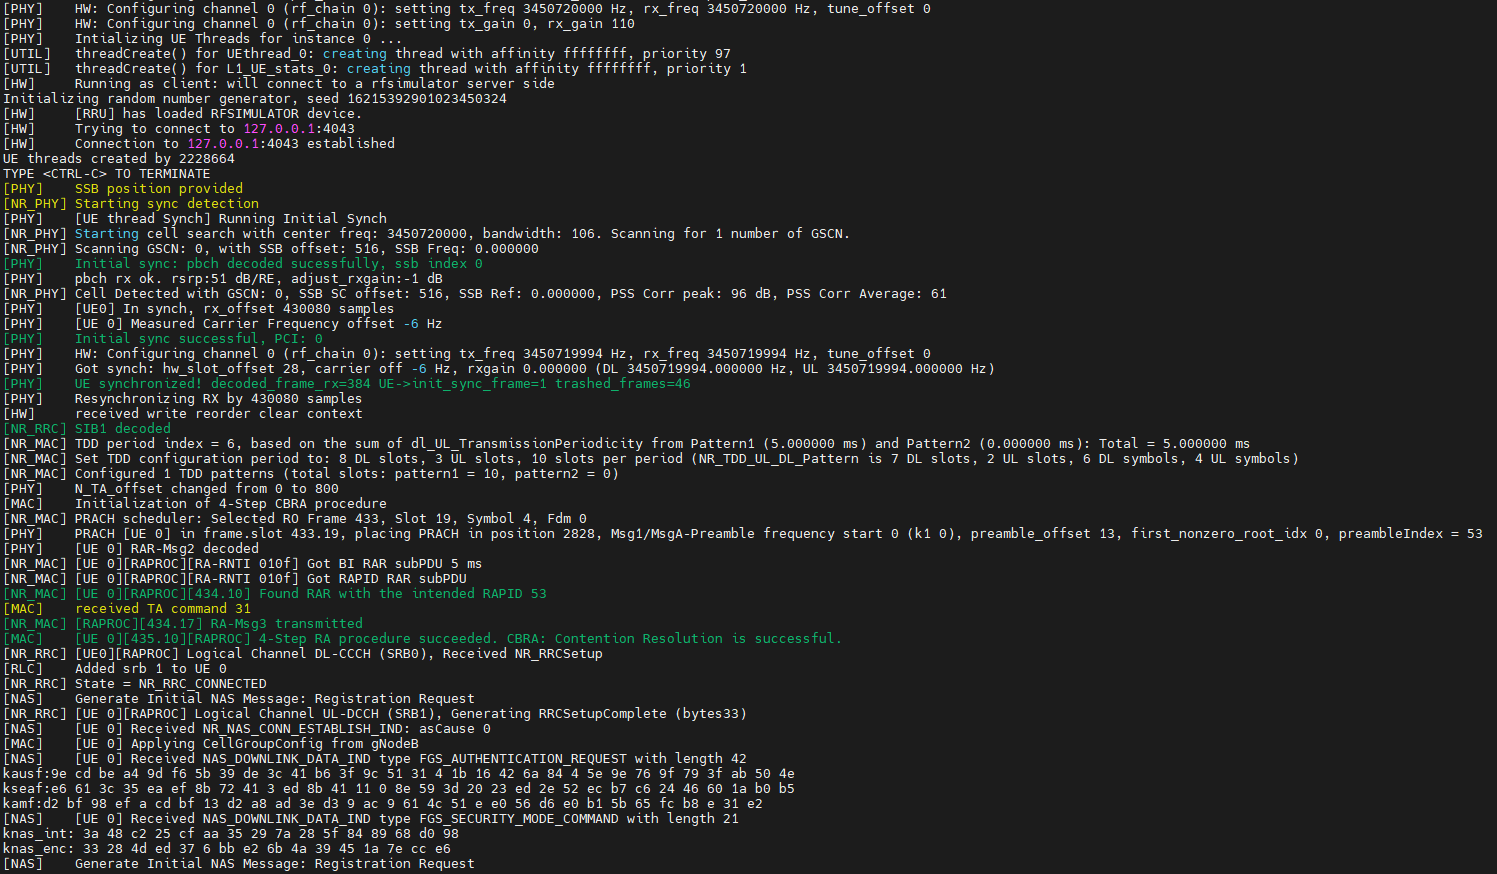 [PHY]    HW: Configuring channel 0 (rf_chain 0): setting tx_freq 3450720000 Hz, rx_freq 3450720000 Hz, tune_offset 0
[PHY]    HW: Configuring channel 0 (rf_chain 0): setting tx_gain 0, rx_gain 110
[PHY]    Intializing UE Threads for instance 0 ...
[UTIL]   threadCreate() for UEthread_0: creating thread with affinity ffffffff, priority 97
[UTIL]   threadCreate() for L1_UE_stats_0: creating thread with affinity ffffffff, priority 1
[HW]     Running as client: will connect to a rfsimulator server side
Initializing random number generator, seed 16215392901023450324
[HW]     [RRU] has loaded RFSIMULATOR device.
[HW]     Trying to connect to 127.0.0.1:4043
[HW]     Connection to 127.0.0.1:4043 established
UE threads created by 2228664
TYPE <CTRL-C> TO TERMINATE
[PHY]    SSB position provided
[NR_PHY] Starting sync detection
[PHY]    [UE thread Synch] Running Initial Synch
[NR_PHY] Starting cell search with center freq: 3450720000, bandwidth: 106. Scanning for 1 number of GSCN.
[NR_PHY] Scanning GSCN: 0, with SSB offset: 516, SSB Freq: 0.000000
[PHY]    Initial sync: pbch decoded sucessfully, ssb index 0
[PHY]    pbch rx ok. rsrp:51 dB/RE, adjust_rxgain:-1 dB
[NR_PHY] Cell Detected with GSCN: 0, SSB SC offset: 516, SSB Ref: 0.000000, PSS Corr peak: 96 dB, PSS Corr Average: 61
[PHY]    [UE0] In synch, rx_offset 430080 samples
[PHY]    [UE 0] Measured Carrier Frequency offset -6 Hz
[PHY]    Initial sync successful, PCI: 0
[PHY]    HW: Configuring channel 0 (rf_chain 0): setting tx_freq 3450719994 Hz, rx_freq 3450719994 Hz, tune_offset 0
[PHY]    Got synch: hw_slot_offset 28, carrier off -6 Hz, rxgain 0.000000 (DL 3450719994.000000 Hz, UL 3450719994.000000 Hz)
[PHY]    UE synchronized! decoded_frame_rx=384 UE->init_sync_frame=1 trashed_frames=46
[PHY]    Resynchronizing RX by 430080 samples
[HW]     received write reorder clear context
[NR_RRC] SIB1 decoded
[NR_MAC] TDD period index = 6, based on the sum of dl_UL_TransmissionPeriodicity from Pattern1 (5.000000 ms) and Pattern2 (0.000000 ms): Total = 5.000000 ms
[NR_MAC] Set TDD configuration period to: 8 DL slots, 3 UL slots, 10 slots per period (NR_TDD_UL_DL_Pattern is 7 DL slots, 2 UL slots, 6 DL symbols, 4 UL symbols)
[NR_MAC] Configured 1 TDD patterns (total slots: pattern1 = 10, pattern2 = 0)
[PHY]    N_TA_offset changed from 0 to 800
[MAC]    Initialization of 4-Step CBRA procedure
[NR_MAC] PRACH scheduler: Selected RO Frame 433, Slot 19, Symbol 4, Fdm 0
[PHY]    PRACH [UE 0] in frame.slot 433.19, placing PRACH in position 2828, Msg1/MsgA-Preamble frequency start 0 (k1 0), preamble_offset 13, first_nonzero_root_idx 0, preambleIndex = 53
[PHY]    [UE 0] RAR-Msg2 decoded
[NR_MAC] [UE 0][RAPROC][RA-RNTI 010f] Got BI RAR subPDU 5 ms
[NR_MAC] [UE 0][RAPROC][RA-RNTI 010f] Got RAPID RAR subPDU
[NR_MAC] [UE 0][RAPROC][434.10] Found RAR with the intended RAPID 53
[MAC]    received TA command 31
[NR_MAC] [RAPROC][434.17] RA-Msg3 transmitted
[MAC]    [UE 0][435.10][RAPROC] 4-Step RA procedure succeeded. CBRA: Contention Resolution is successful.
[NR_RRC] [UE0][RAPROC] Logical Channel DL-CCCH (SRB0), Received NR_RRCSetup
[RLC]    Added srb 1 to UE 0
[NR_RRC] State = NR_RRC_CONNECTED
[NAS]    Generate Initial NAS Message: Registration Request
[NR_RRC] [UE 0][RAPROC] Logical Channel UL-DCCH (SRB1), Generating RRCSetupComplete (bytes33)
[NAS]    [UE 0] Received NR_NAS_CONN_ESTABLISH_IND: asCause 0
[MAC]    [UE 0] Applying CellGroupConfig from gNodeB
[NAS]    [UE 0] Received NAS_DOWNLINK_DATA_IND type FGS_AUTHENTICATION_REQUEST with length 42
kausf:9e cd be a4 9d f6 5b 39 de 3c 41 b6 3f 9c 51 31 4 1b 16 42 6a 84 4 5e 9e 76 9f 79 3f ab 50 4e
kseaf:e6 61 3c 35 ea ef 8b 72 41 3 ed 8b 41 11 0 8e 59 3d 20 23 ed 2e 52 ec b7 c6 24 46 60 1a b0 b5
kamf:d2 bf 98 ef a cd bf 13 d2 a8 ad 3e d3 9 ac 9 61 4c 51 e e0 56 d6 e0 b1 5b 65 fc b8 e 31 e2
[NAS]    [UE 0] Received NAS_DOWNLINK_DATA_IND type FGS_SECURITY_MODE_COMMAND with length 21
knas_int: 3a 48 c2 25 cf aa 35 29 7a 28 5f 84 89 68 d0 98
knas_enc: 33 28 4d ed 37 6 bb e2 6b 4a 39 45 1a 7e cc e6
[NAS]    Generate Initial NAS Message: Registration Request